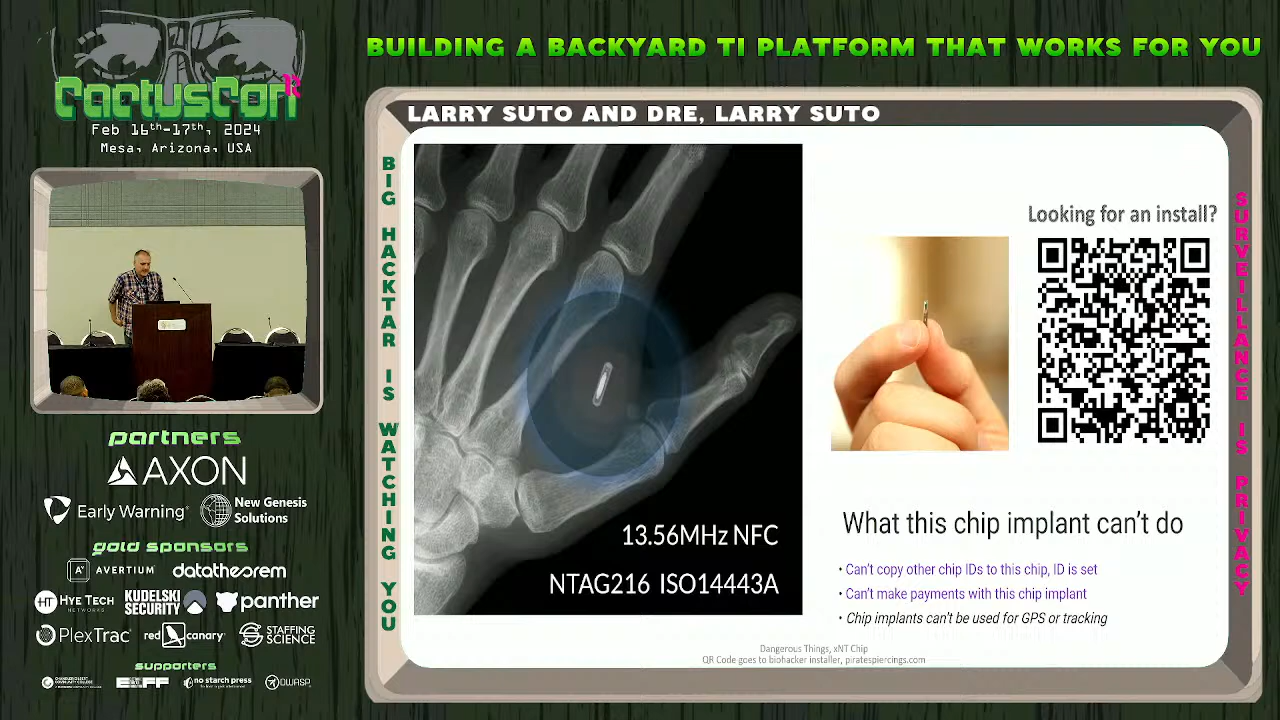 BUILDING A BACKYARD TI PLATFORM THAT WORKS FOR YOU
CactusCon
Feb 16th-17th, 2024
Mesa, Arizona, USA
LARRY SUTO AND DRE, LARRY SUTO
BIG HACKTAR IS WATCHING YOU
SURVEILLANCE IS PRIVACY
Looking for an install?
13.56MHz NFC
NTAG216 ISO14443A
What this chip implant can't do
• Can't copy other chip IDs to this chip, ID is set
• Can't make payments with this chip implant
• Chip implants can't be used for GPS or tracking
Dangerous Things, xNT Chip
QR Code goes to biohacker installer, piratespiercings.com
partners
AXON
Early Warning
New Genesis
Solutions
gold sponsors
AVERTIUM
datatheorem
HT HYE TECH
NETWORKS
KUDELSKI
SECURITY
panther
PlexTrac
red canary
STAFFING
SCIENCE
supporters
EFF
no starch press
OWASP